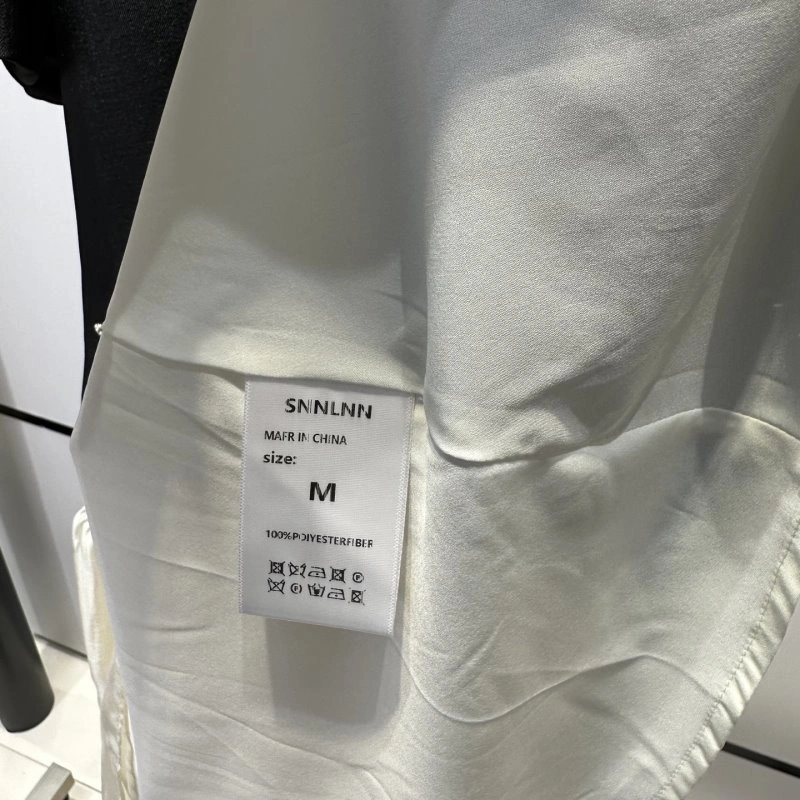 SNNLNN
MAFR IN CHINA
size:
M
100%POIYESTERFIBER